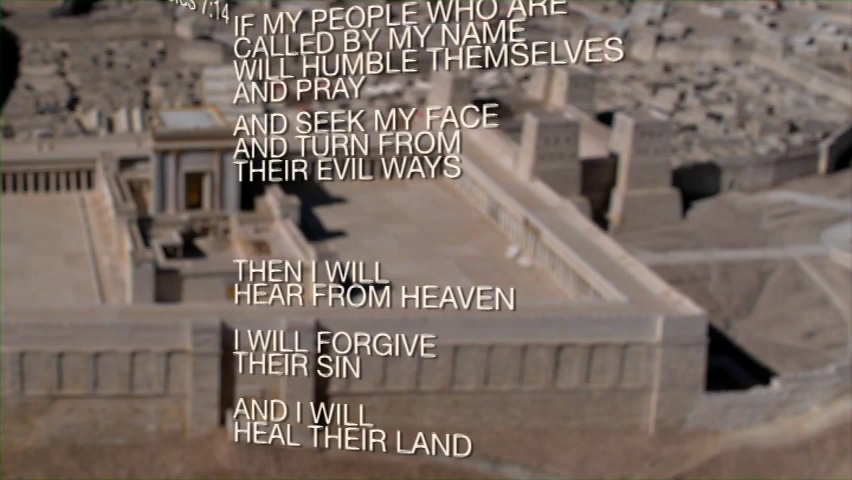 7:14
IF MY PEOPLE WHO ARE
CALLED BY MY NAME
WILL HUMBLE THEMSELVES
AND PRAY
AND SEEK MY FACE
AND TURN FROM
THEIR EVIL WAYS
THEN I WILL
HEAR FROM HEAVEN
I WILL FORGIVE
THEIR SIN
AND I WILL
HEAL THEIR LAND